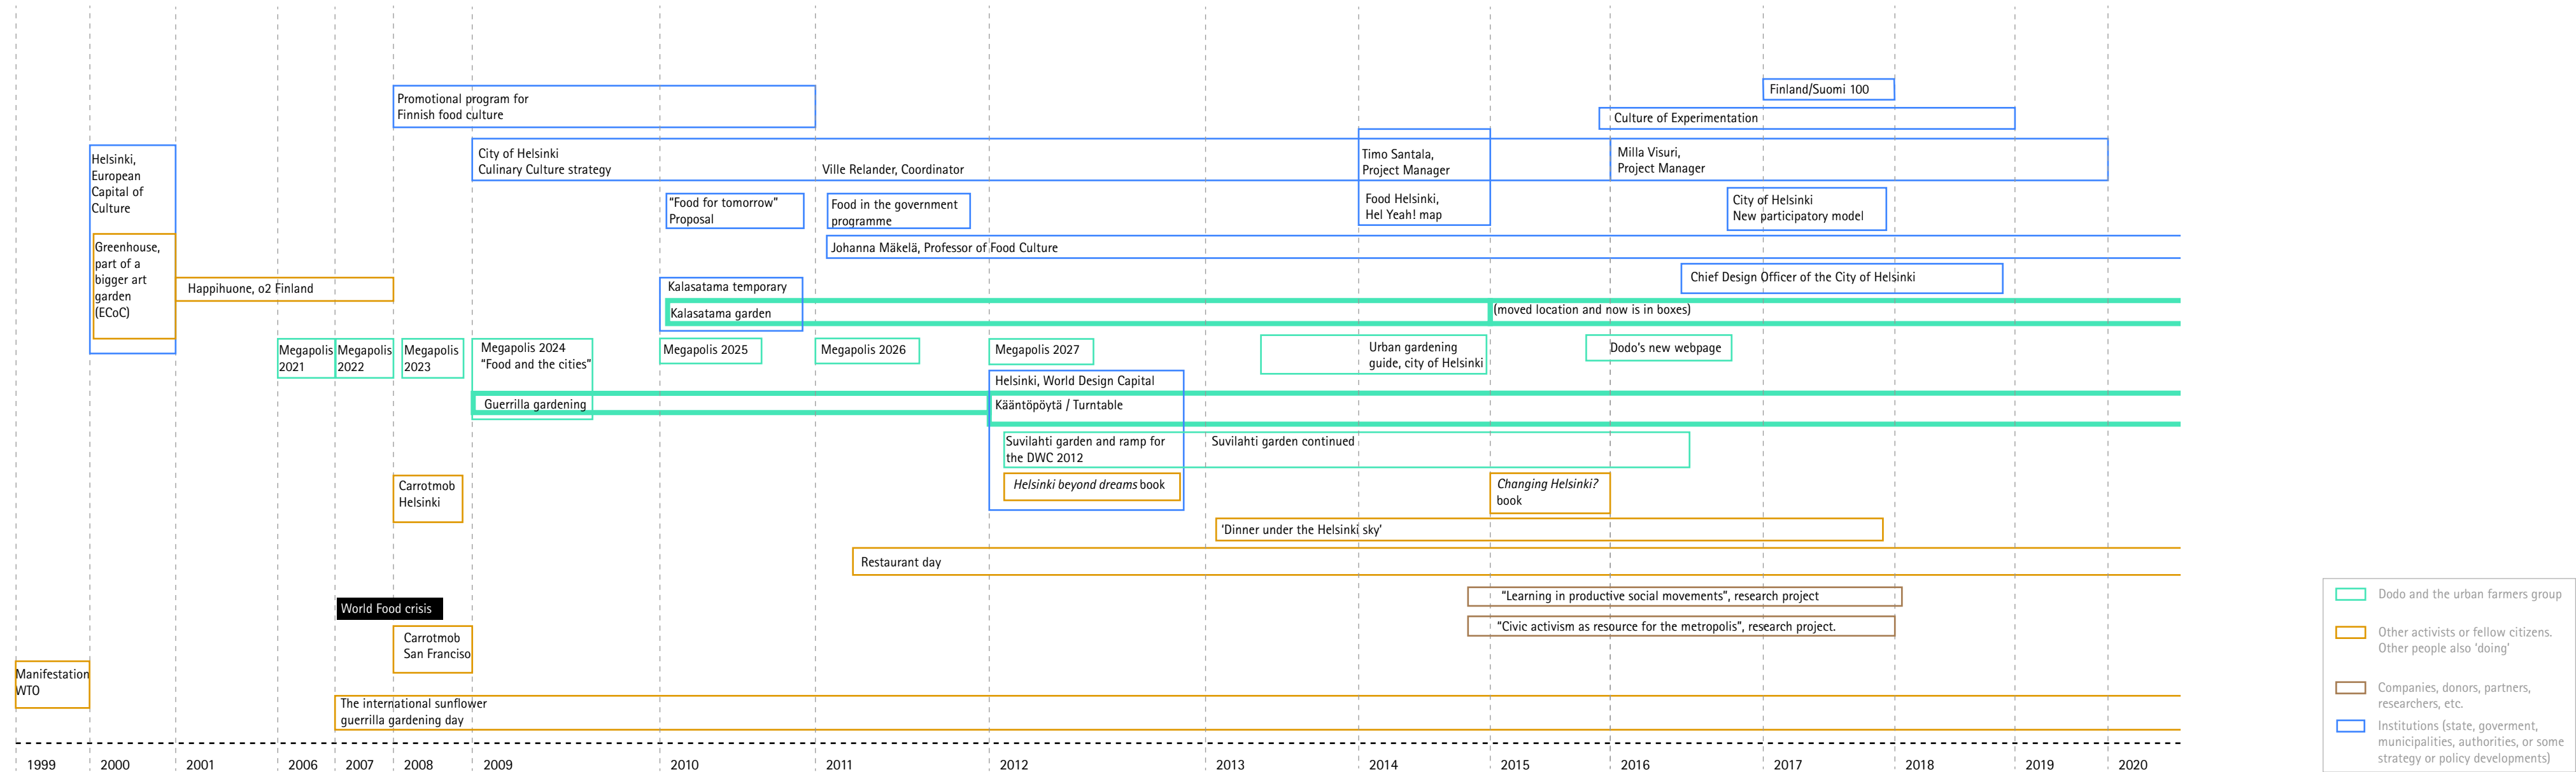 Finland/Suomi 100
Promotional program for
Finnish food culture
Culture of Experimentation
Helsinki,
European
Capital of
Culture
City of Helsinki
Culinary Culture strategy
Ville Relander, Coordinator
Timo Santala,
Project Manager
Milla Visuri,
Project Manager
"Food for tomorrow"
Proposal
Food in the government
programme
Food Helsinki,
Hel Yeah! map
City of Helsinki
New participatory model
Greenhouse,
part of a
bigger art
garden
(ECoC)
Johanna Mäkelä, Professor of Food Culture
Happihuone, o2 Finland
Kalasatama temporary
Chief Design Officer of the City of Helsinki
Kalasatama garden
(moved location and now is in boxes)
Megapolis
2021
Megapolis
2022
Megapolis
2023
Megapolis 2024
"Food and the cities"
Megapolis 2025
Megapolis 2026
Megapolis 2027
Urban gardening
guide, city of Helsinki
Dodo's new webpage
Helsinki, World Design Capital
Guerrilla gardening
Kääntöpöytä / Turntable
Suvilahti garden and ramp for
the DWC 2012
Suvilahti garden continued
Carrotmob
Helsinki
Helsinki beyond dreams book
Changing Helsinki?
book
'Dinner under the Helsinki sky'
Restaurant day
World Food crisis
"Learning in productive social movements", research project
Carrotmob
San Franciso
"Civic activism as resource for the metropolis", research project.
Manifestation
WTO
The international sunflower
guerrilla gardening day
1999
2000
2001
2006
2007
2008
2009
2010
2011
2012
2013
2014
2015
2016
2017
2018
2019
2020
Dodo and the urban farmers group
Other activists or fellow citizens.
Other people also 'doing'
Companies, donors, partners,
researchers, etc.
Institutions (state, goverment,
municipalities, authorities, or some
strategy or policy developments)